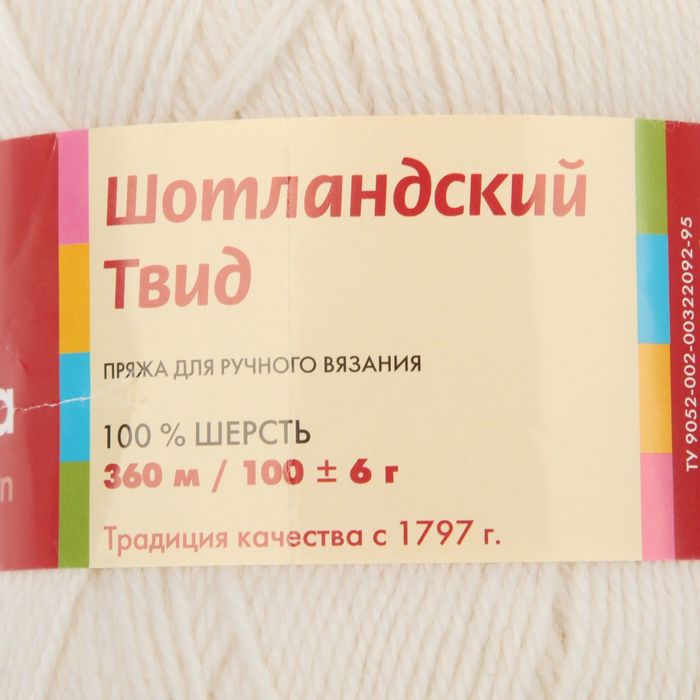 Шотландский
Твид
ПРЯЖА ДЛЯ РУЧНОГО ВЯЗАНИЯ
100 % ШЕРСТЬ
360 м / 100 ± 6 г
Традиция качества с 1797 г.
ТУ 9052-002-00322092-95